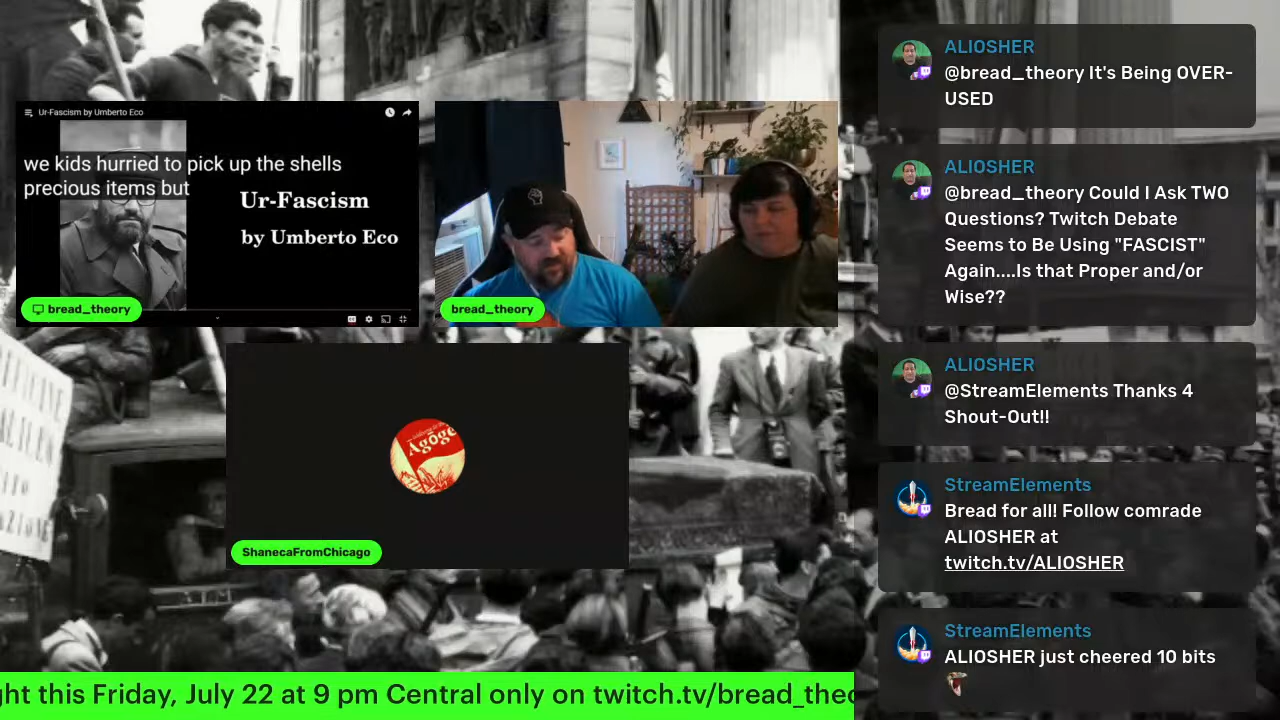 Ur-Fascism by Umberto Eco
we kids hurried to pick up the shells
precious items but
Ur-Fascism
by Umberto Eco
bread_theory
bread_theory
Agōge
ShanecaFromChicago
ALIOSHER
@bread_theory It's Being OVER-
USED
ALIOSHER
@bread_theory Could I Ask TWO
Questions? Twitch Debate
Seems to Be Using "FASCIST"
Again....Is that Proper and/or
Wise??
ALIOSHER
@StreamElements Thanks 4
Shout-Out!!
StreamElements
Bread for all! Follow comrade
ALIOSHER at
twitch.tv/ALIOSHER
StreamElements
ALIOSHER just cheered 10 bits
ght this Friday, July 22 at 9 pm Central only on twitch.tv/bread_theo